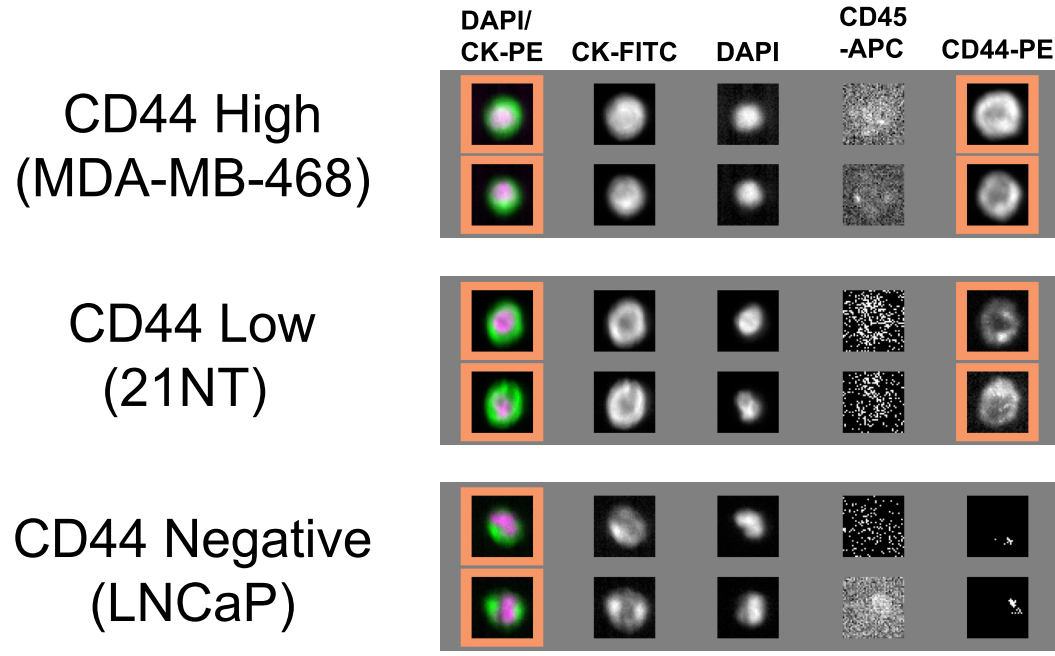 DAPI/
CK-PE
CK-FITC
DAPI
CD45
-APC
CD44-PE
CD44 High
(MDA-MB-468)
CD44 Low
(21NT)
CD44 Negative
(LNCaP)